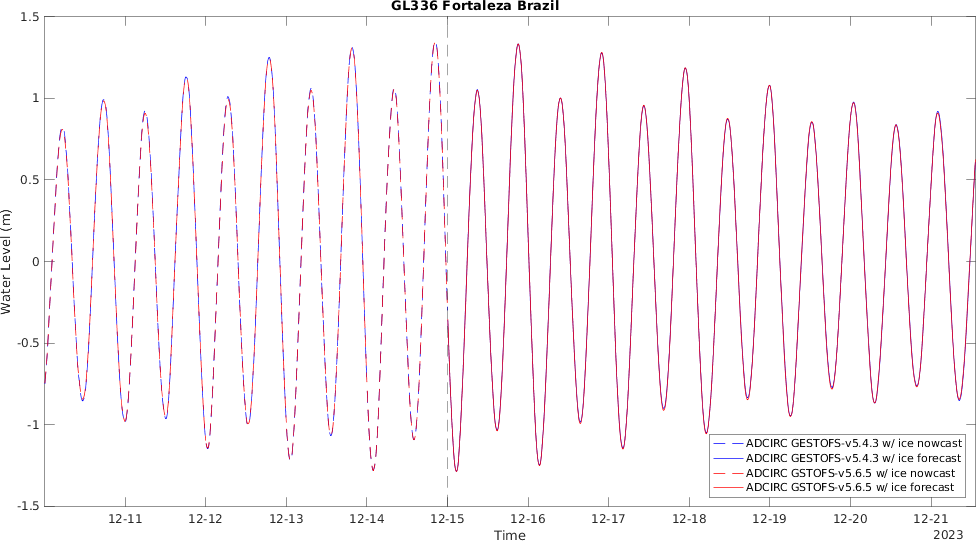 GL336 Fortaleza Brazil
1.5
1
0.5
0
-0.5
-1
-1.5
Water Level (m)
12-11 12-12 12-13 12-14 12-15 12-16 12-17 12-18 12-19 12-20 12-21
Time
2023
ADCIRC GESTOFS-v5.4.3 w/ ice nowcast
ADCIRC GESTOFS-v5.4.3 w/ ice forecast
ADCIRC GSTOFS-v5.6.5 w/ ice nowcast
ADCIRC GSTOFS-v5.6.5 w/ ice forecast